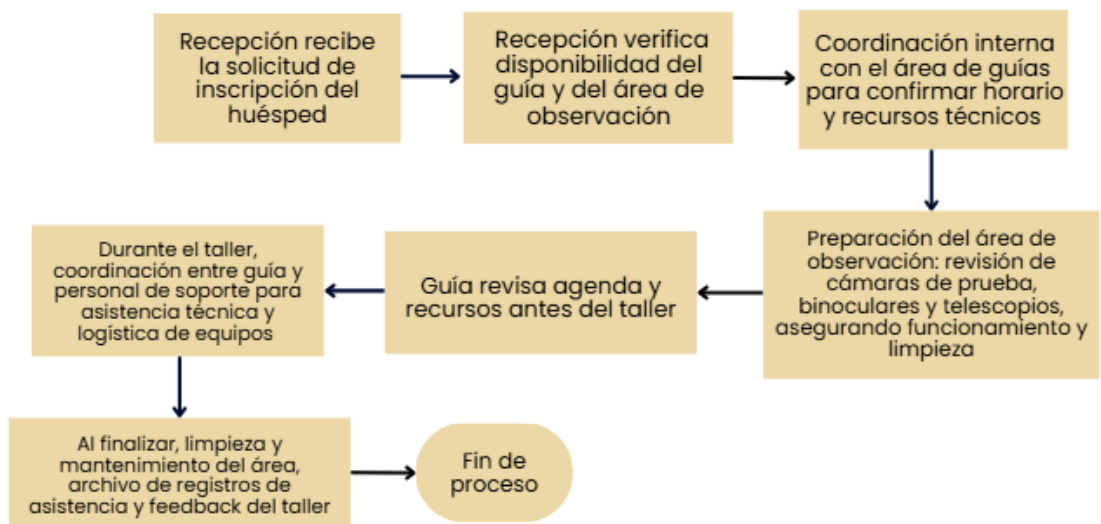 Recepción recibe
la solicitud de
inscripción del
huésped
Recepción verifica
disponibilidad del
guía y del área de
observación
Coordinación interna
con el área de guías
para confirmar horario
y recursos técnicos
Preparación del área de
observación: revisión de
cámaras de prueba,
binoculares y telescopios,
asegurando funcionamiento y
limpieza
Guía revisa agenda y
recursos antes del taller
Durante el taller,
coordinación entre guía y
personal de soporte para
asistencia técnica y
logística de equipos
Al finalizar, limpieza y
mantenimiento del área,
archivo de registros de
asistencia y feedback del taller
Fin de
proceso